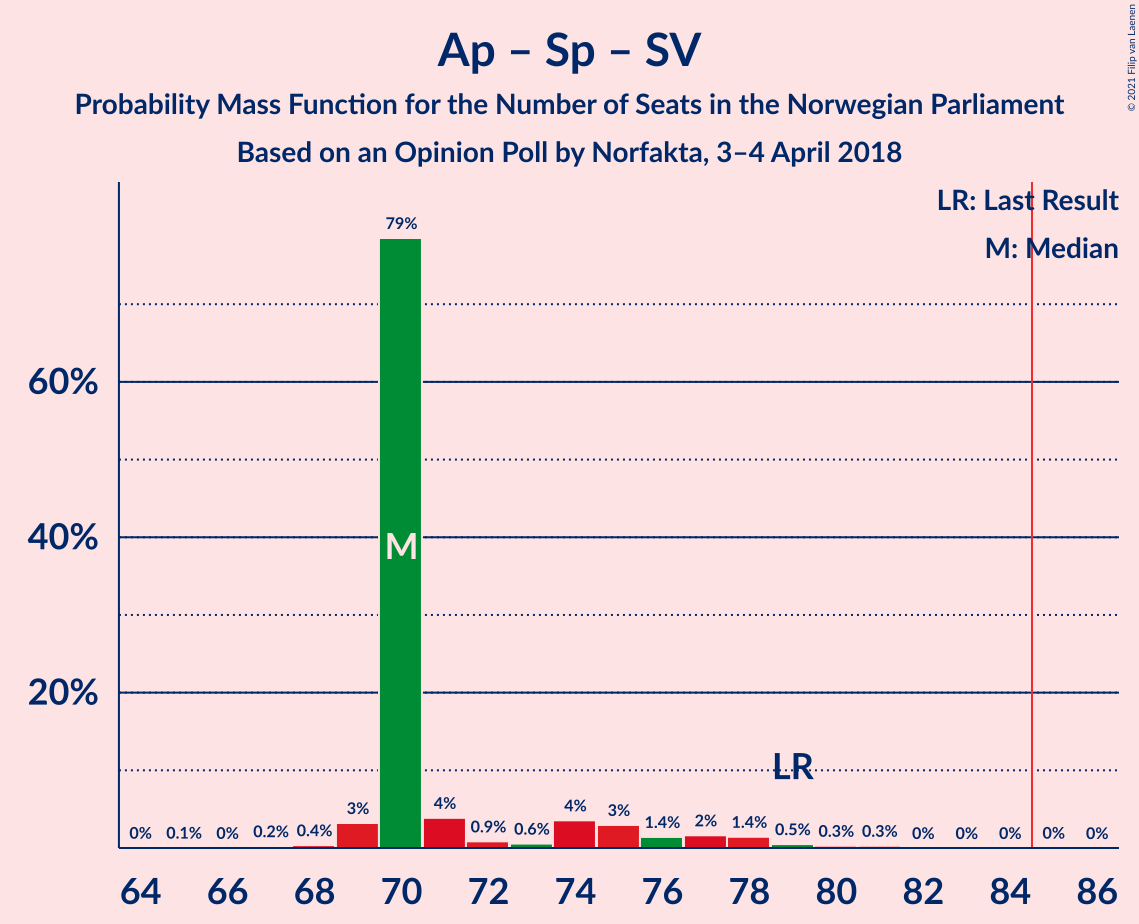 © 2021 Filip van Laenen
Ap – Sp – SV
Probability Mass Function for the Number of Seats in the Norwegian Parliament
Based on an Opinion Poll by Norfakta, 3–4 April 2018
LR: Last Result
M: Median
60%
40%
20%
79%
M
LR
0% 0.1% 0% 0.2% 0.4% 3% 4% 0.9% 0.6% 4% 3% 1.4% 2% 1.4% 0.5% 0.3% 0.3% 0% 0% 0% 0% 0%
64 66 68 70 72 74 76 78 80 82 84 86